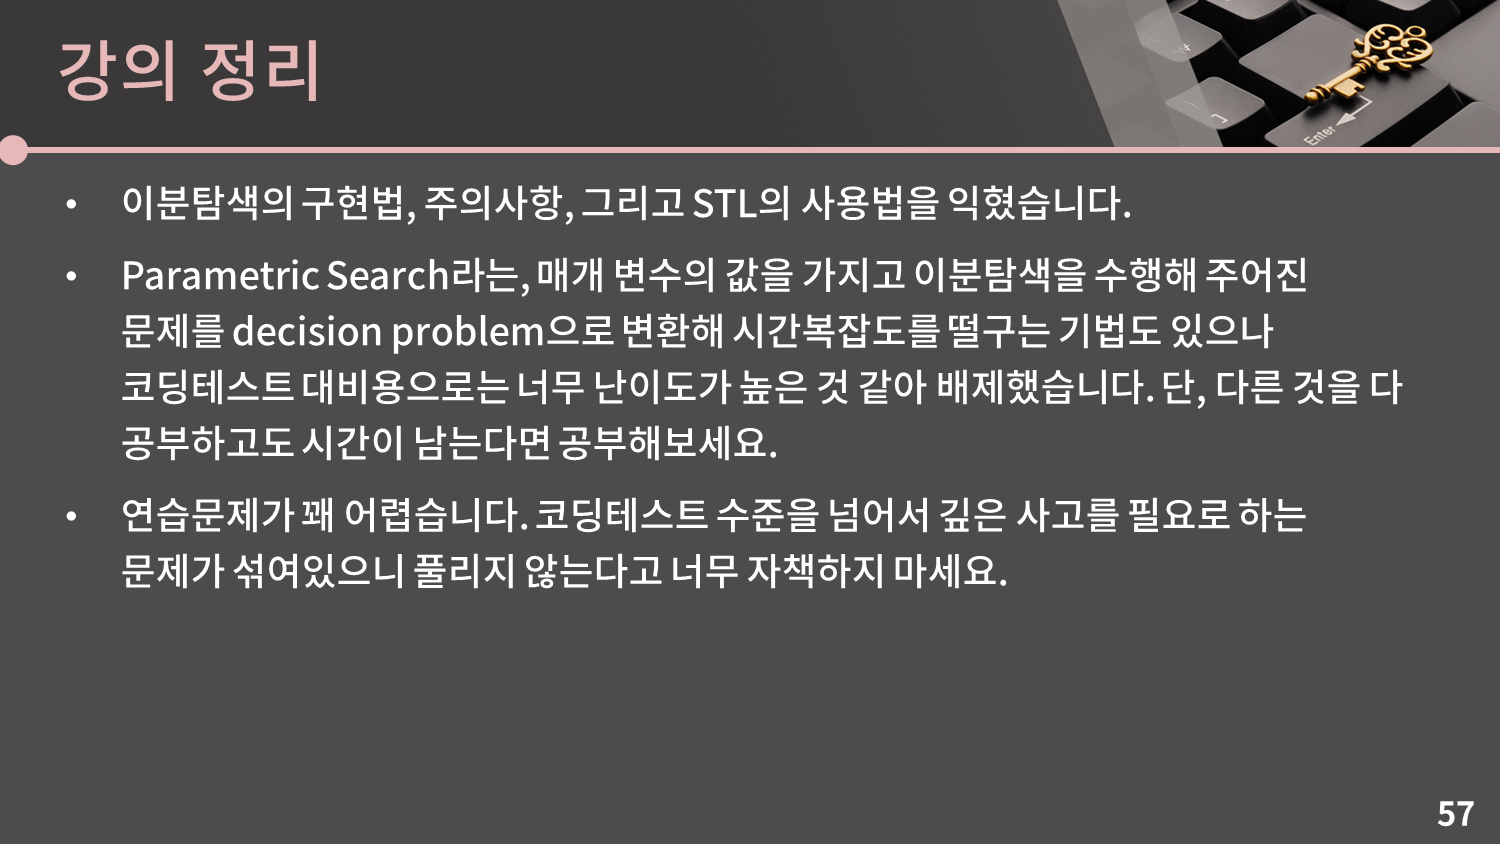 강의 정리
Enter
• 이분탐색의 구현법, 주의사항, 그리고 STL의 사용법을 익혔습니다.
• Parametric Search라는, 매개 변수의 값을 가지고 이분탐색을 수행해 주어진
문제를 decision problem으로 변환해 시간복잡도를 떨구는 기법도 있으나
코딩테스트 대비용으로는 너무 난이도가 높은 것 같아 배제했습니다. 단, 다른 것을 다
공부하고도 시간이 남는다면 공부해보세요.
• 연습문제가 꽤 어렵습니다. 코딩테스트 수준을 넘어서 깊은 사고를 필요로 하는
문제가 섞여있으니 풀리지 않는다고 너무 자책하지 마세요.
57